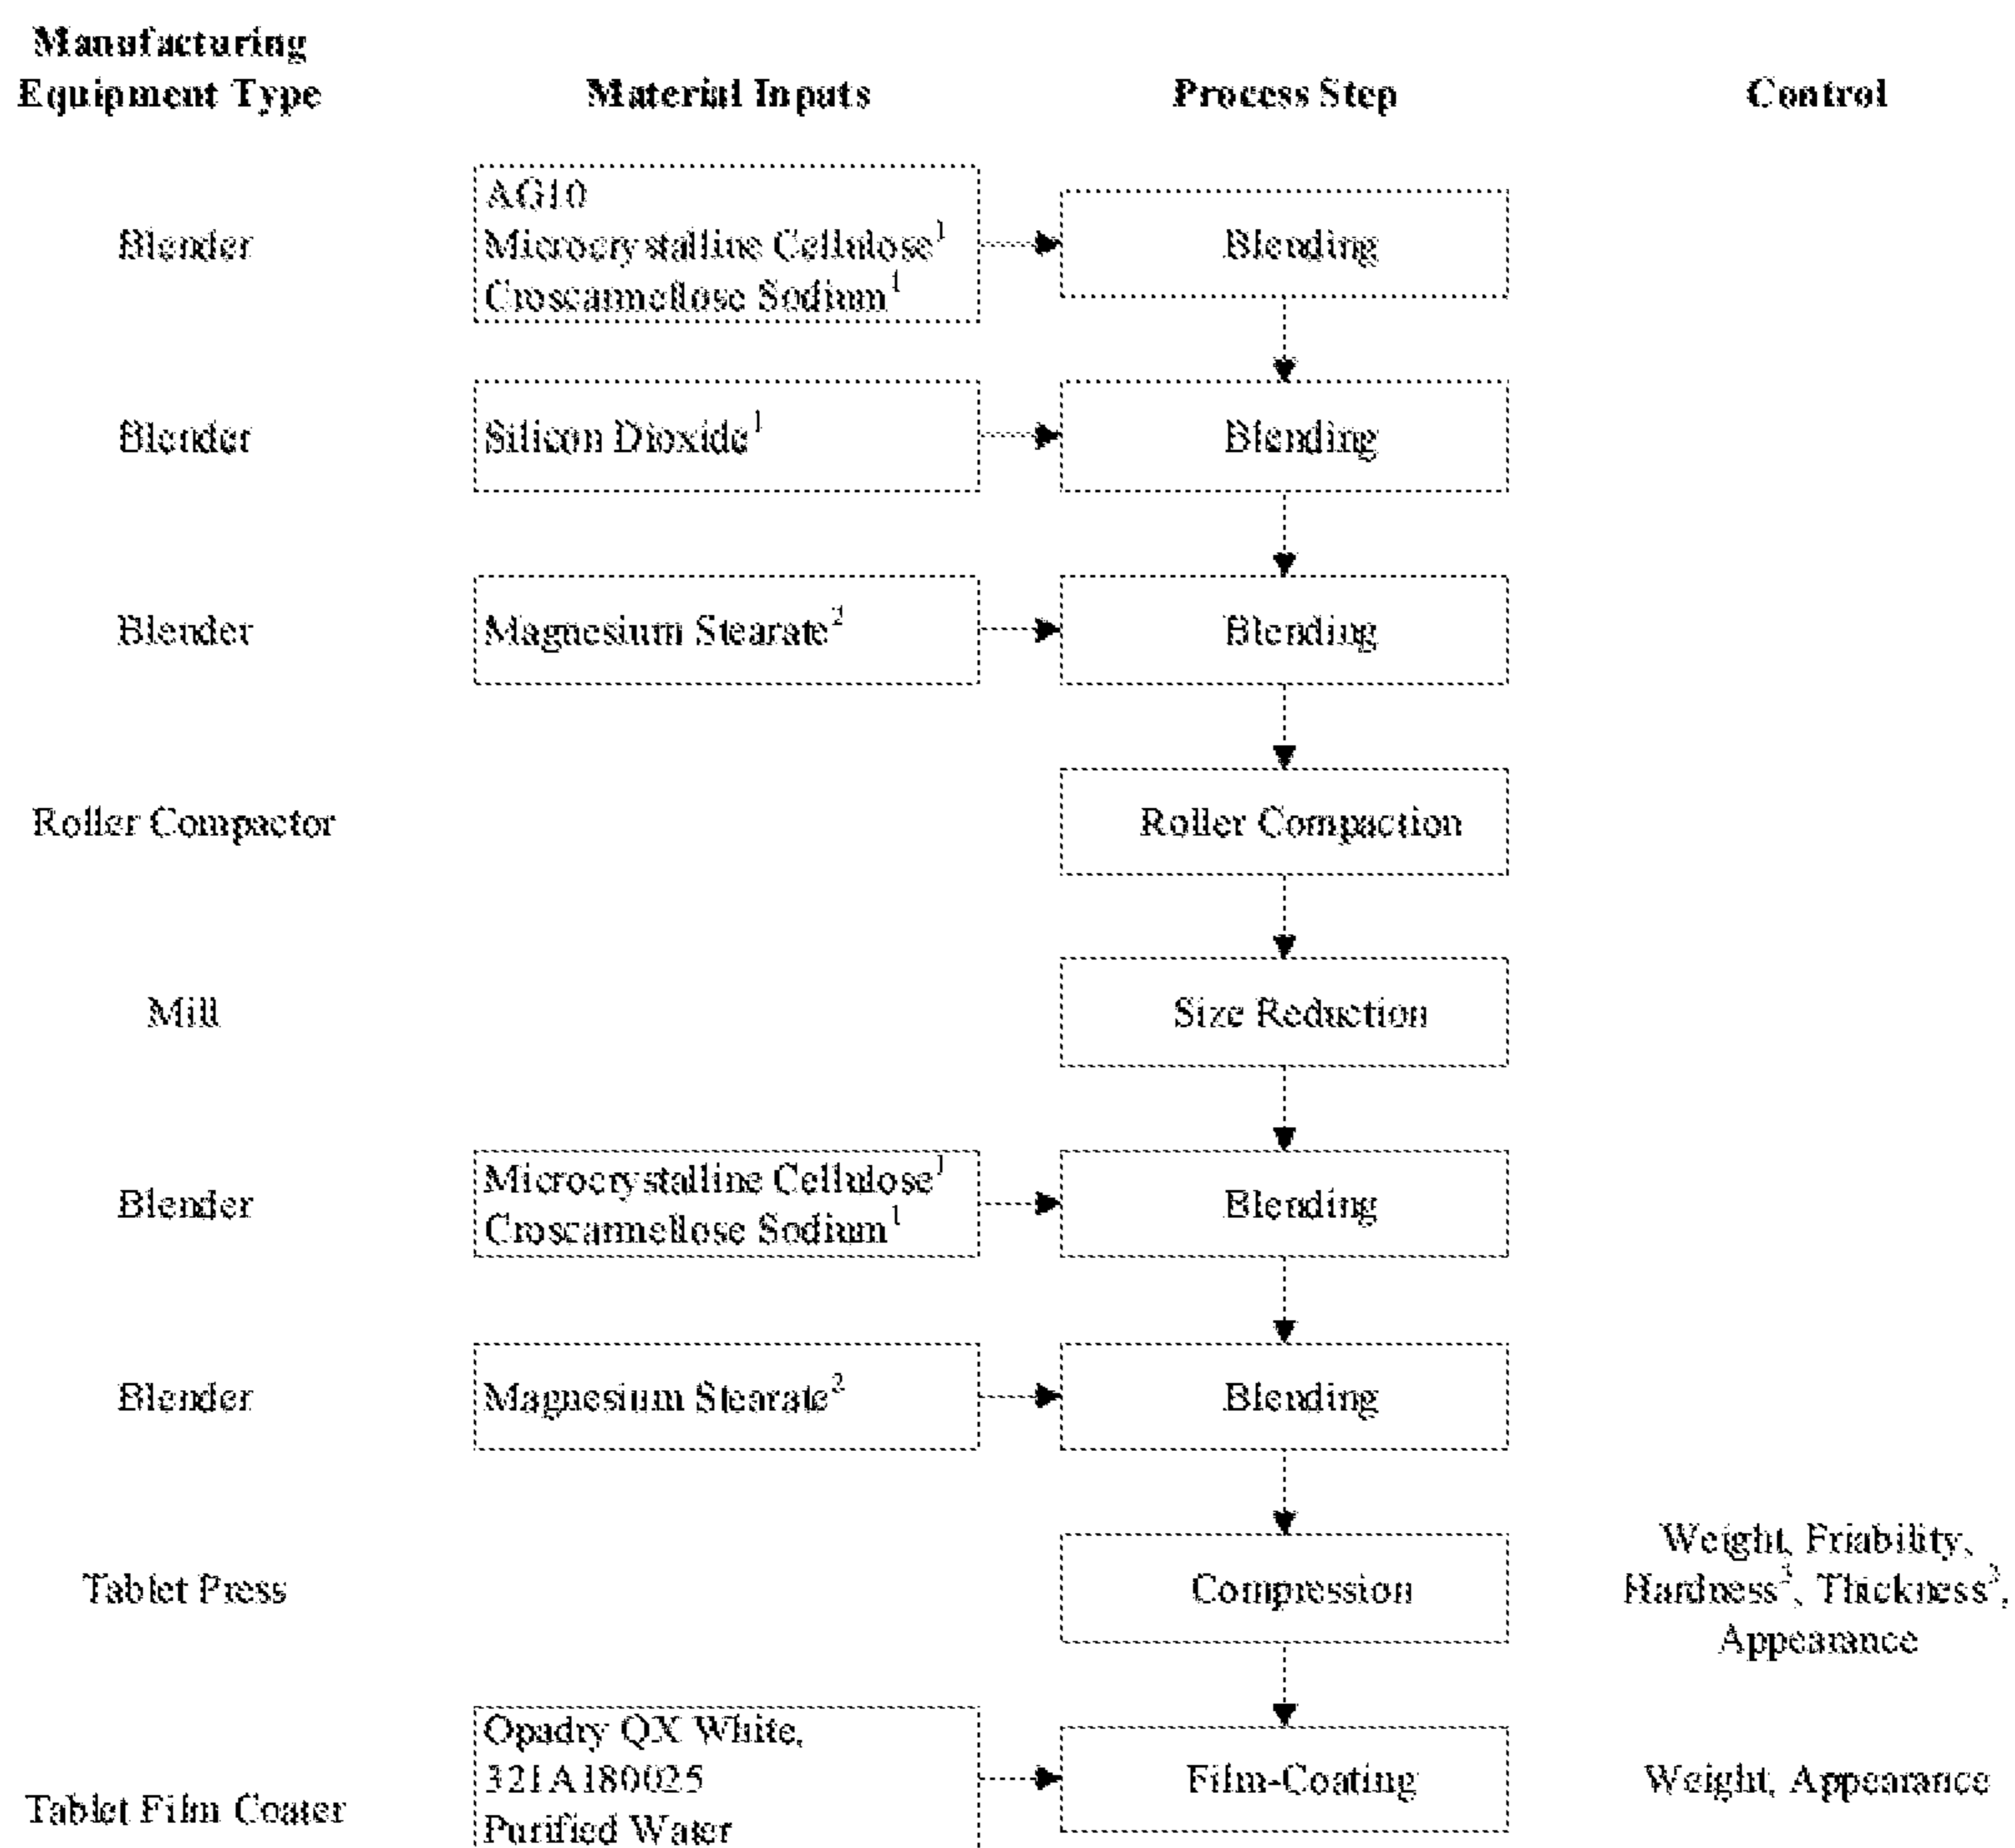 Manufacturing
Equipment Type
Material Inputs
Process Step
Control
Blender
AG10
Microcrystalline Cellulose¹
Croscarmellose Sodium¹
Blending
Blender
Silicon Dioxide¹
Blending
Blender
Magnesium Stearate²
Blending
Roller Compactor
Roller Compaction
Mill
Size Reduction
Blender
Microcrystalline Cellulose¹
Croscarmellose Sodium¹
Blending
Blender
Magnesium Stearate²
Blending
Tablet Press
Compression
Weight, Friability,
Hardness³, Thickness³,
Appearance
Tablet Film Coater
Opadry QX White,
321A180025
Purified Water
Film-Coating
Weight, Appearance